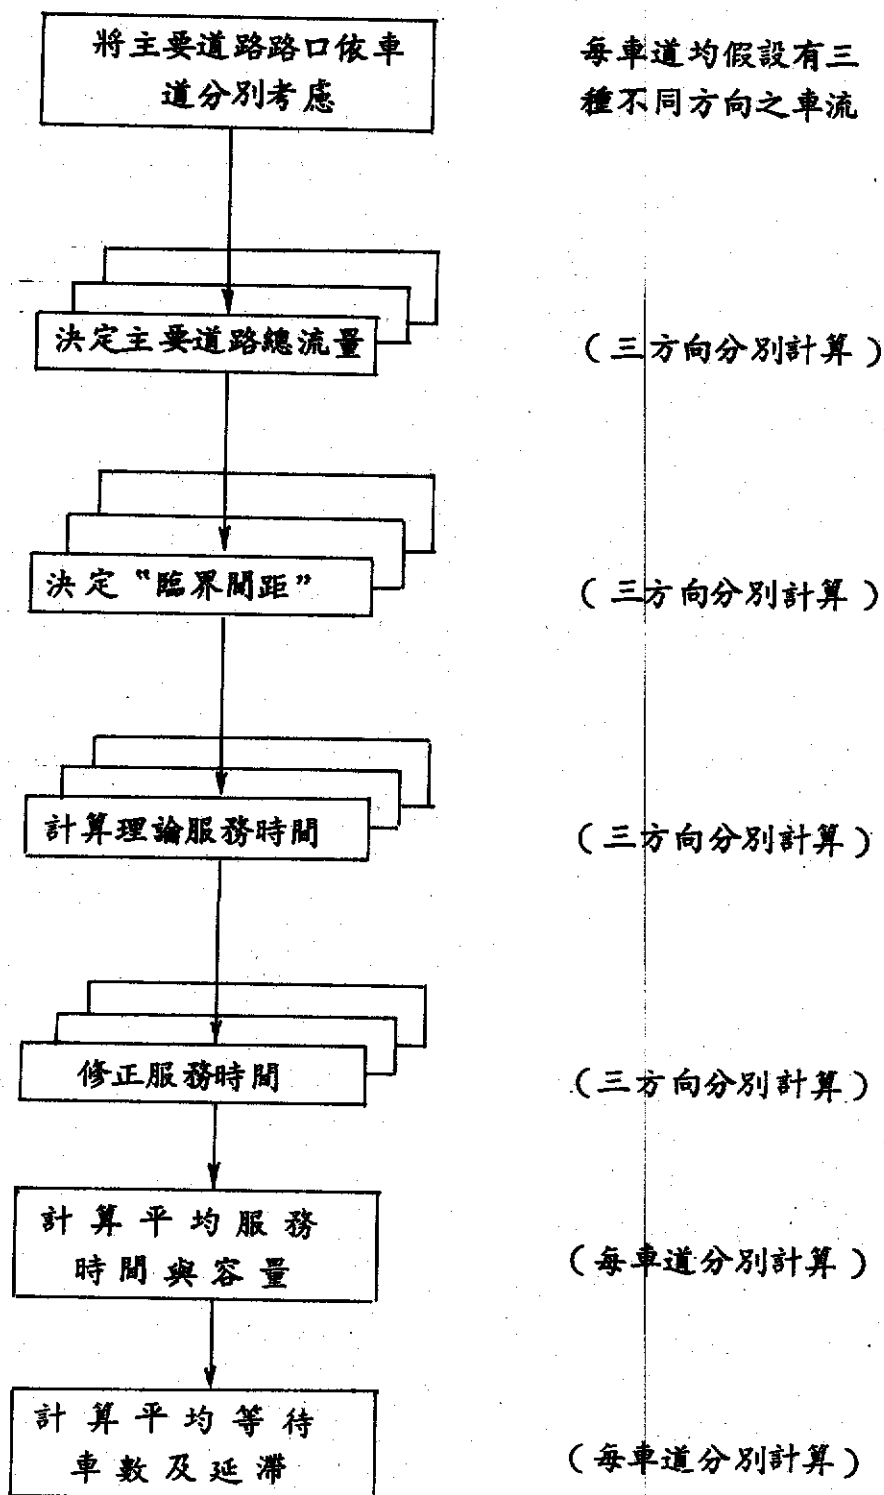 將主要道路路口依車
道分別考慮
每車道均假設有三
種不同方向之車流
決定主要道路總流量
(三方向分別計算)
決定“臨界間距”
(三方向分別計算)
計算理論服務時間
(三方向分別計算)
修正服務時間
(三方向分別計算)
計算平均服務
時間與容量
(每車道分別計算)
計算平均等待
車數及延滯
(每車道分別計算)